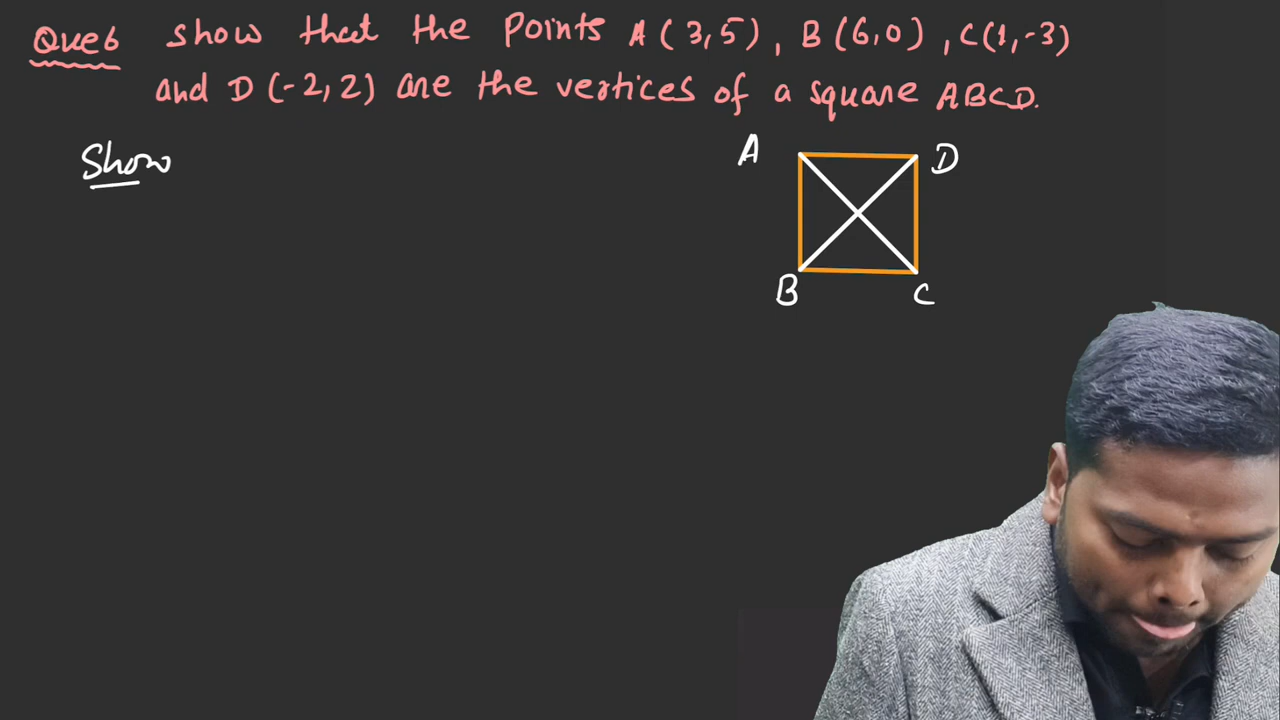 Que6 show that the points A(3,5), B(6,0), C(1,-3)
and D(-2,2) are the vertices of a square ABCD.
Show
A
D
B
C